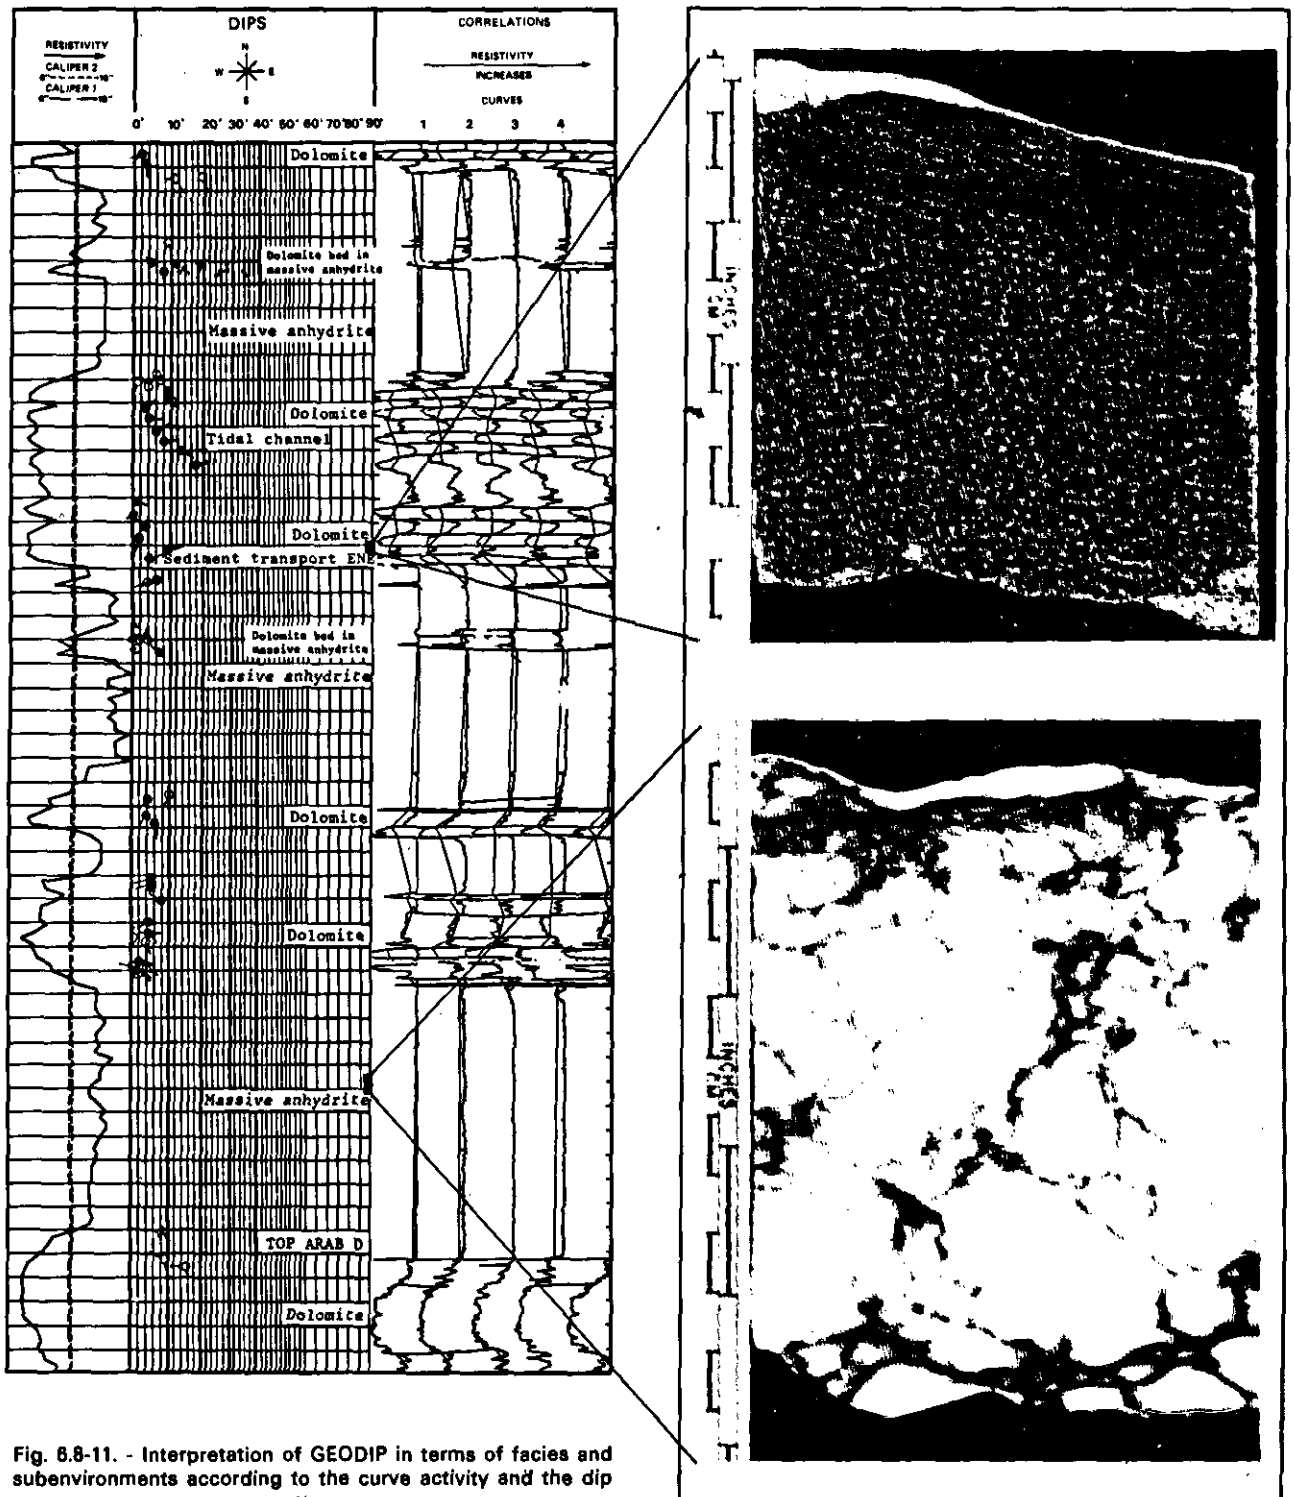 DIPS
CORRELATIONS
RESISTIVITY
CALIPER 2
CALIPER 1
N
W E
S
RESISTIVITY
INCREASES
CURVES
0° 10° 20° 30° 40° 50° 60° 70° 80° 90°
1 2 3 4
Dolomite
Dolomite bed in
massive anhydrite
Massive anhydrite
Dolomite
Tidal channel
Dolomite
Sediment transport ENE
Dolomite bed in
massive anhydrite
Massive anhydrite
Dolomite
Dolomite
Massive anhydrite
TOP ARAB D
Dolomite
INCHES
CM
INCHES
CM
Fig. 6.8-11. - Interpretation of GEODIP in terms of facies and
subenvironments according to the curve activity and the dip